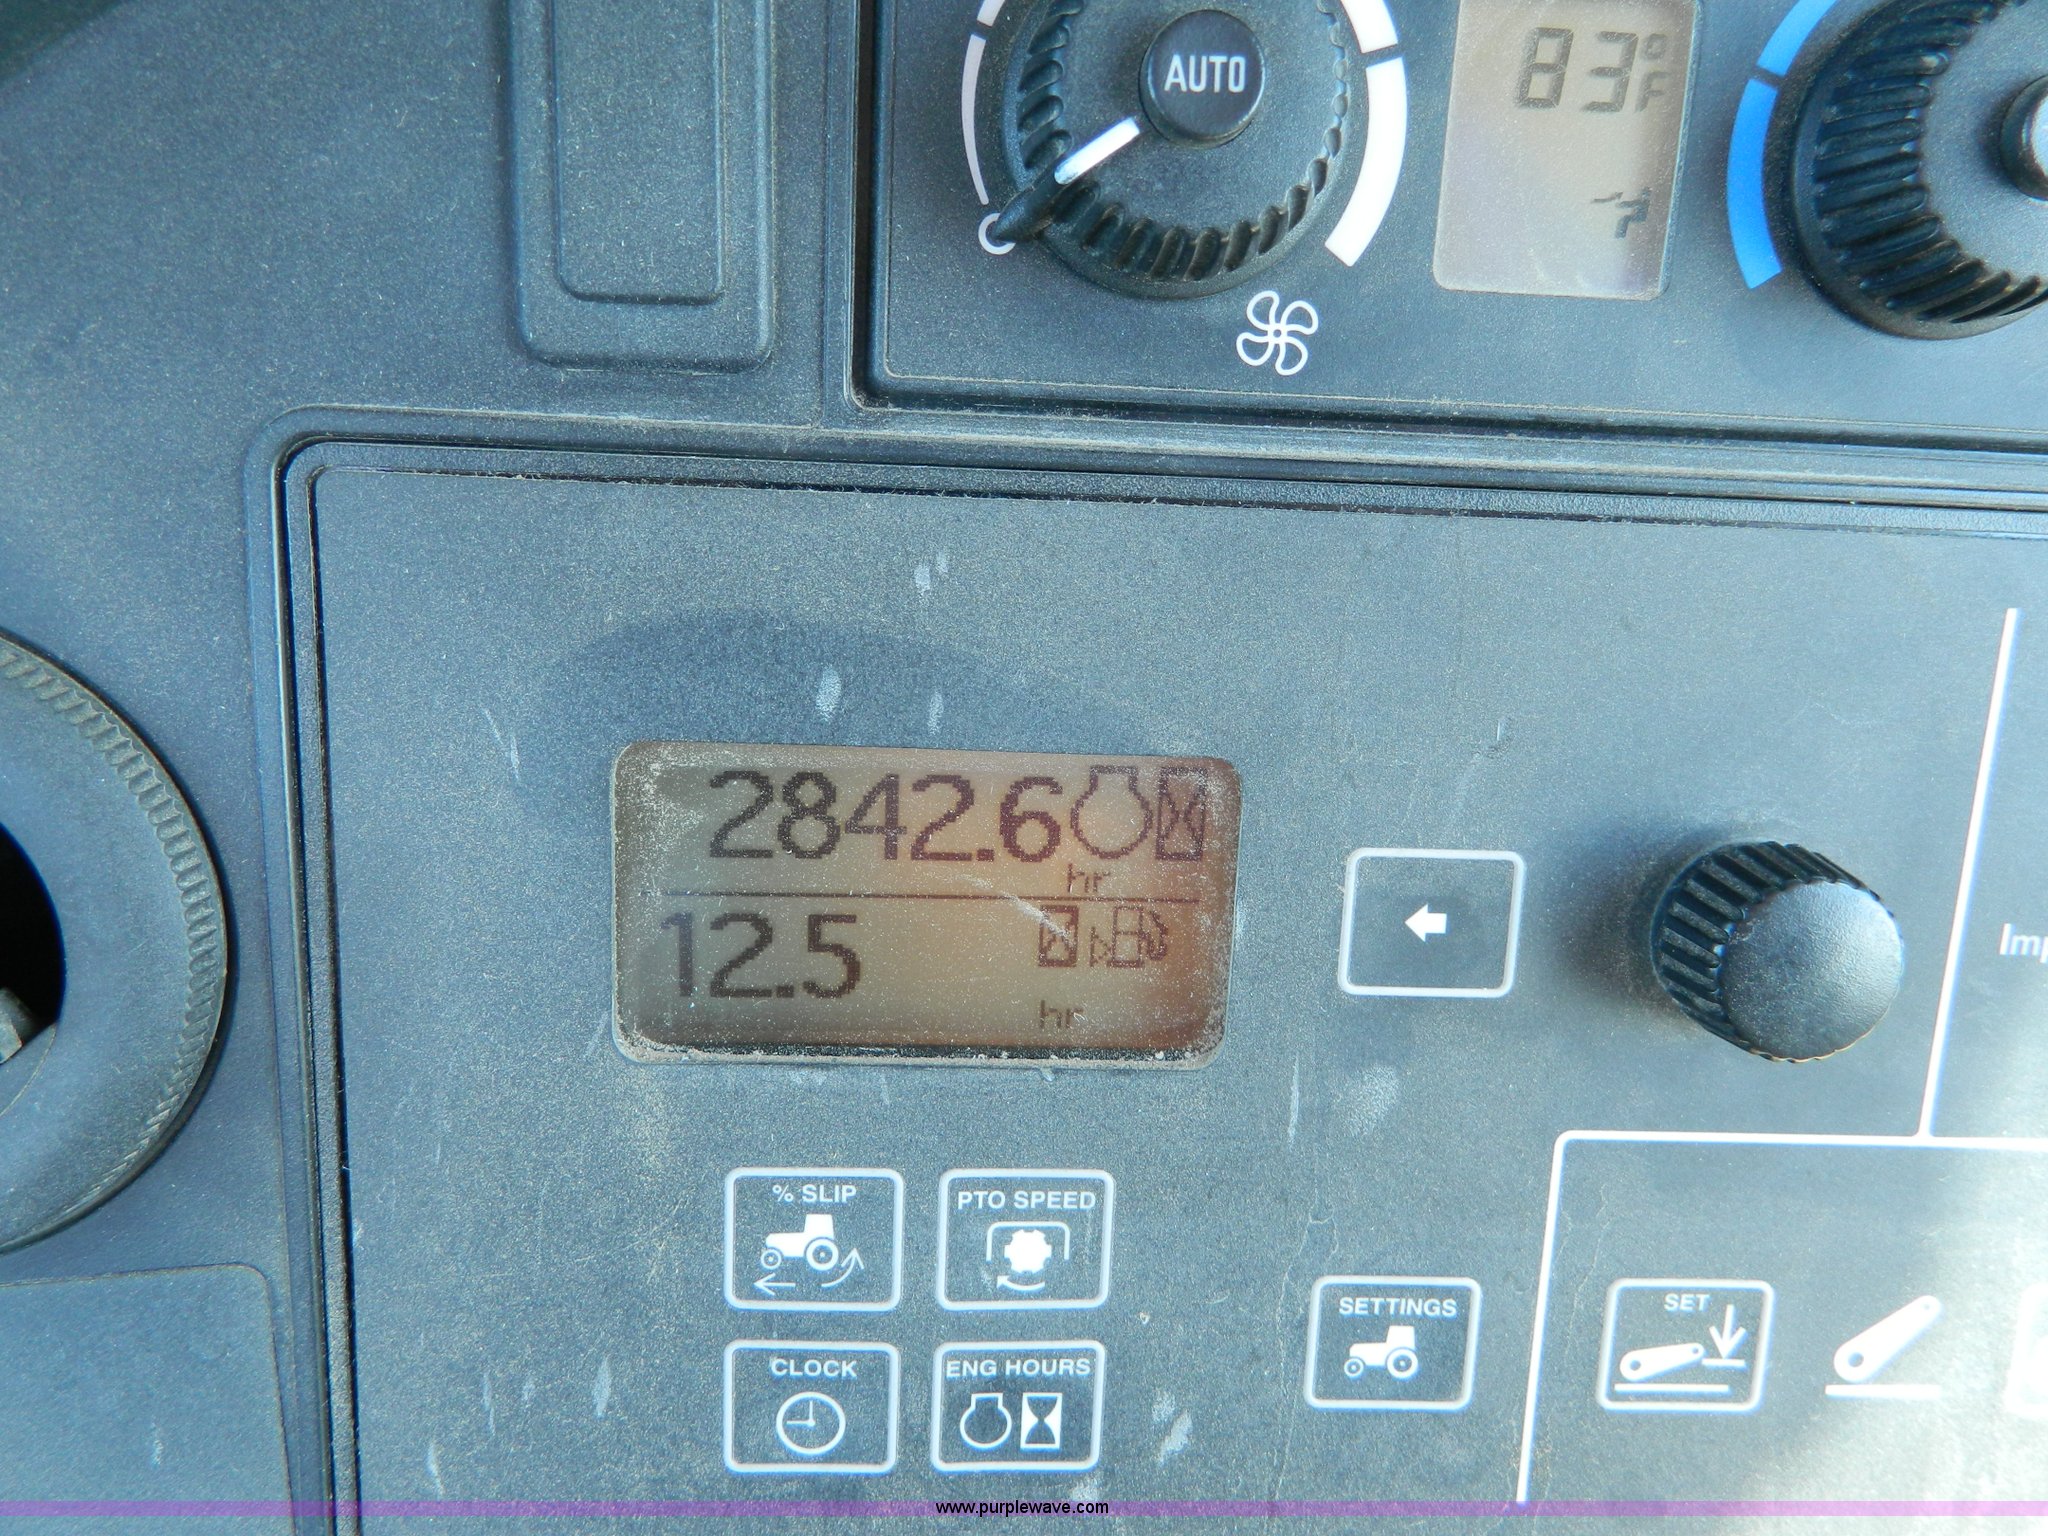 AUTO
83°F
2842.6
hr
12.5
hr
Imp
% SLIP
PTO SPEED
SETTINGS
SET
CLOCK
ENG HOURS
www.purplewave.com